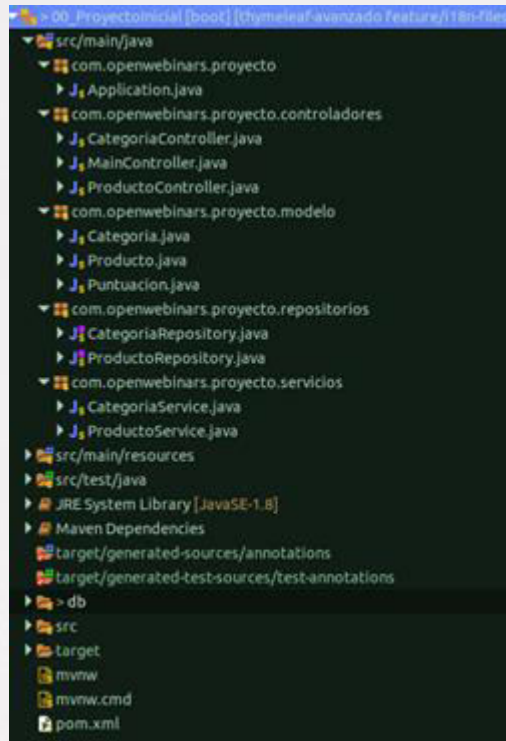 > 00_ProyectoInicial [boot] [thymeleaf-avanzado feature/i18n-files
src/main/java
com.openwebinars.proyecto
Application.java
com.openwebinars.proyecto.controladores
CategoriaController.java
MainController.java
ProductoController.java
com.openwebinars.proyecto.modelo
Categoria.java
Producto.java
Puntuacion.java
com.openwebinars.proyecto.repositorios
CategoriaRepository.java
ProductoRepository.java
com.openwebinars.proyecto.servicios
CategoriaService.java
ProductoService.java
src/main/resources
src/test/java
JRE System Library [JavaSE-1.8]
Maven Dependencies
target/generated-sources/annotations
target/generated-test-sources/test-annotations
> db
src
target
mvnw
mvnw.cmd
pom.xml